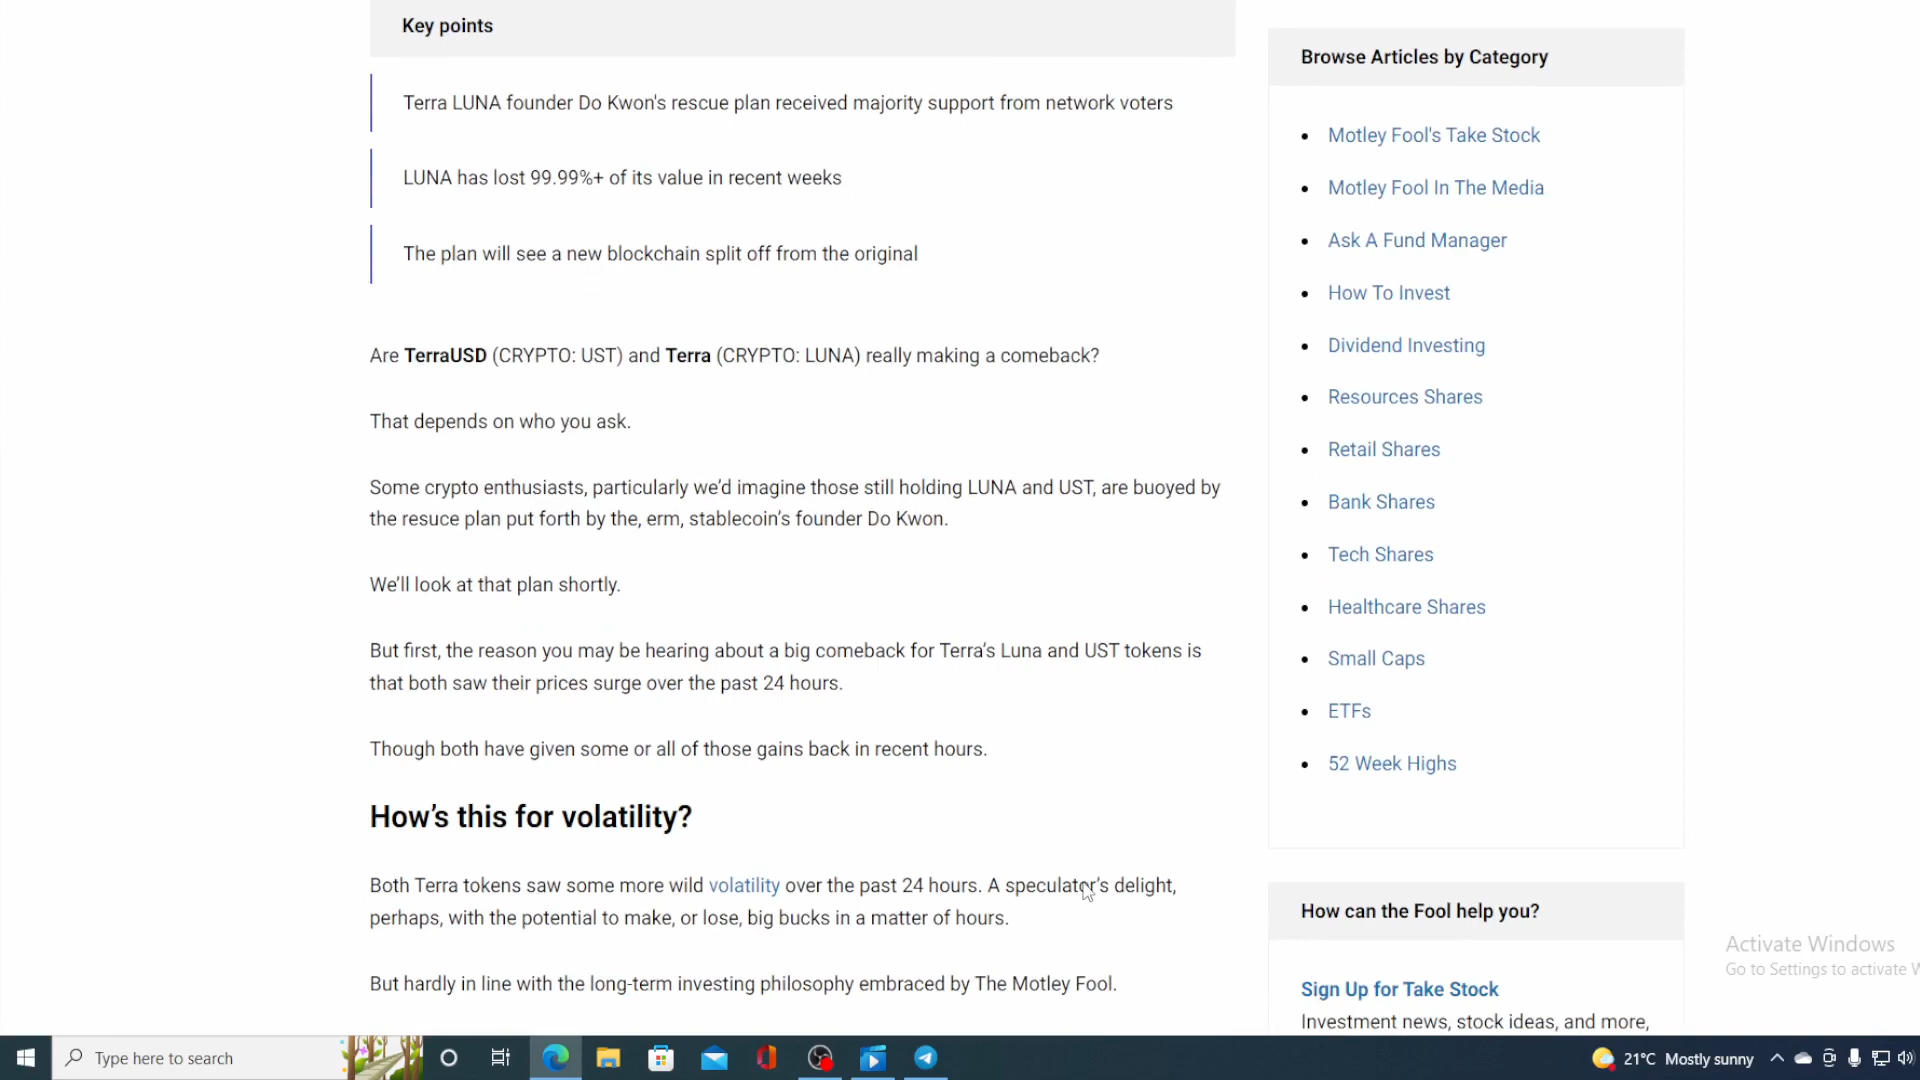 Key points
Terra LUNA founder Do Kwon's rescue plan received majority support from network voters
LUNA has lost 99.99%+ of its value in recent weeks
The plan will see a new blockchain split off from the original
Are TerraUSD (CRYPTO: UST) and Terra (CRYPTO: LUNA) really making a comeback?
That depends on who you ask.
Some crypto enthusiasts, particularly we’d imagine those still holding LUNA and UST, are buoyed by
the resuce plan put forth by the, erm, stablecoin’s founder Do Kwon.
We’ll look at that plan shortly.
But first, the reason you may be hearing about a big comeback for Terra’s Luna and UST tokens is
that both saw their prices surge over the past 24 hours.
Though both have given some or all of those gains back in recent hours.
How’s this for volatility?
Both Terra tokens saw some more wild volatility over the past 24 hours. A speculator’s delight,
perhaps, with the potential to make, or lose, big bucks in a matter of hours.
But hardly in line with the long-term investing philosophy embraced by The Motley Fool.
Browse Articles by Category
Motley Fool's Take Stock
Motley Fool In The Media
Ask A Fund Manager
How To Invest
Dividend Investing
Resources Shares
Retail Shares
Bank Shares
Tech Shares
Healthcare Shares
Small Caps
ETFs
52 Week Highs
How can the Fool help you?
Sign Up for Take Stock
Investment news, stock ideas, and more,
Activate Windows
Go to Settings to activate W
Type here to search
21°C Mostly sunny